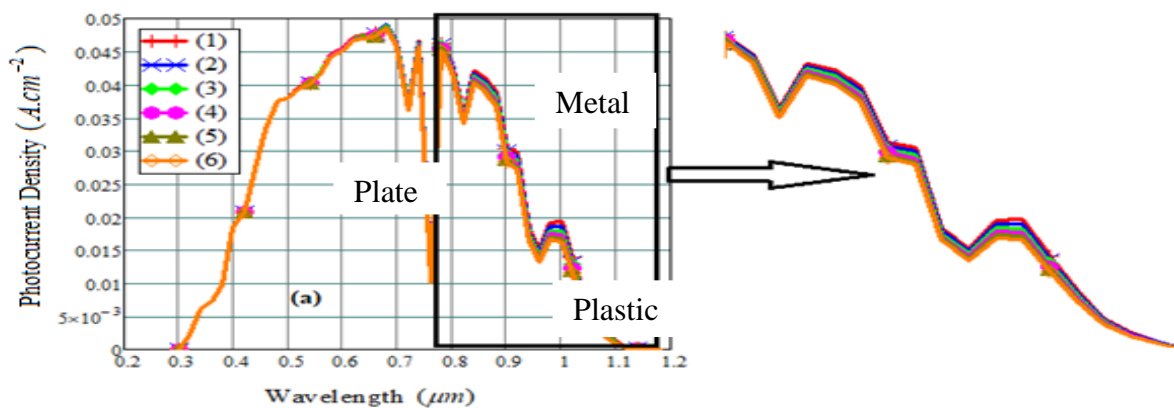 Photocurrent Density (A.cm⁻²)
0.05
0.045
0.04
0.035
0.03
0.025
0.02
0.015
0.01
5×10⁻³
0
(1)
(2)
(3)
(4)
(5)
(6)
Metal
Plate
Plastic
(a)
0.2 0.3 0.4 0.5 0.6 0.7 0.8 0.9 1 1.1 1.2
Wavelength (μm)